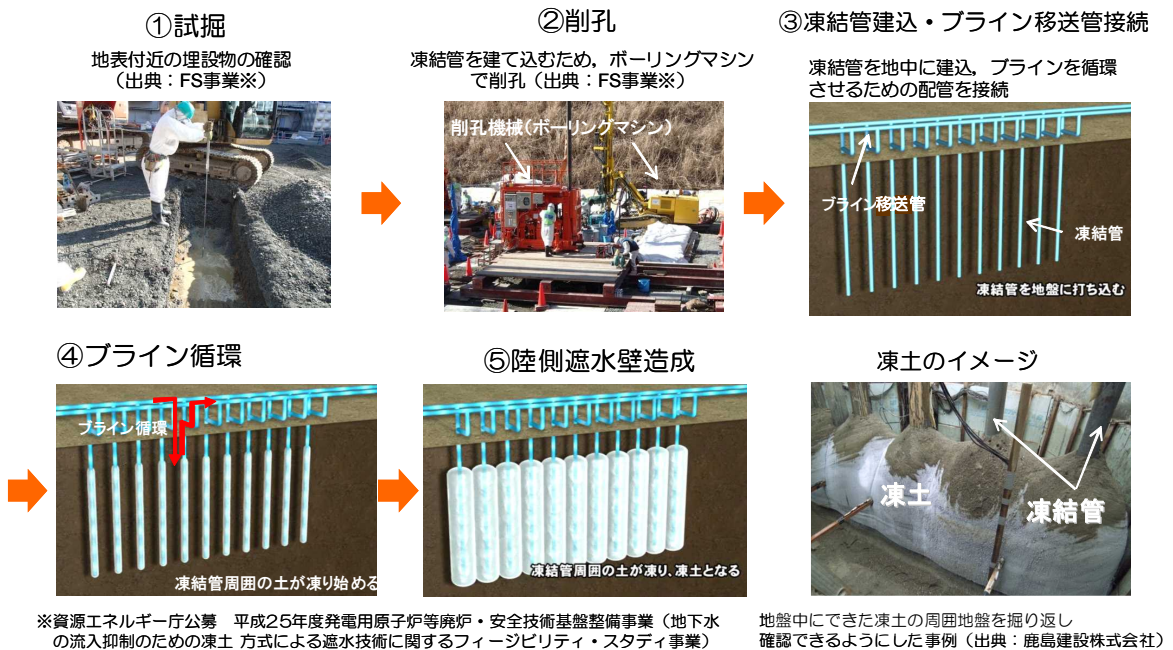 ①試掘
地表付近の埋設物の確認
（出典：FS事業※）
②削孔
凍結管を建て込むため，ボーリングマシン
で削孔（出典：FS事業※）
削孔機械（ボーリングマシン）
③凍結管建込・ブライン移送管接続
凍結管を地中に建込，ブラインを循環
させるための配管を接続
ブライン移送管
凍結管
凍結管を地盤に打ち込む
④ブライン循環
ブライン循環
凍結管周囲の土が凍り始める
⑤陸側遮水壁造成
凍結管周囲の土が凍り、凍土となる
凍土のイメージ
凍土
凍結管
※資源エネルギー庁公募　平成25年度発電用原子炉等廃炉・安全技術基盤整備事業（地下水
の流入抑制のための凍土 方式による遮水技術に関するフィージビリティ・スタディ事業）
地盤中にできた凍土の周囲地盤を掘り返し
確認できるようにした事例（出典：鹿島建設株式会社）